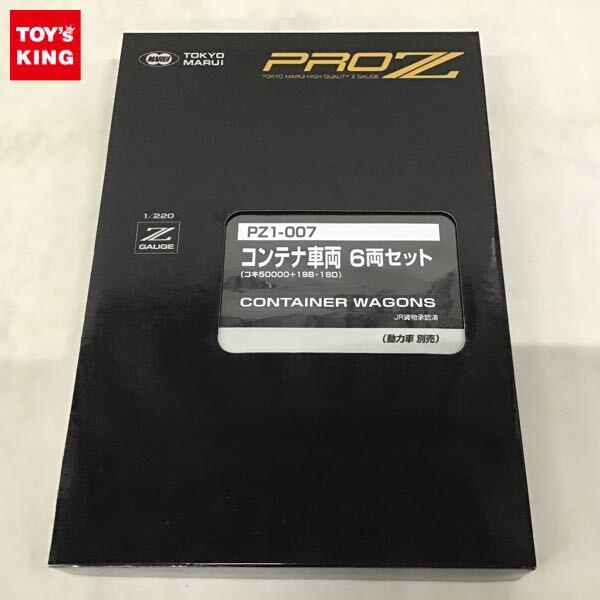 TOY'S
KING
MARUI
TOKYO
MARUI
PROZ
TOKYO MARUI HIGH QUALITY Z GAUGE
1/220
Z
GAUGE
PZ1-007
コンテナ車両 6両セット
(コキ50000+19B・18D)
CONTAINER WAGONS
JR貨物承認済
(動力車 別売)